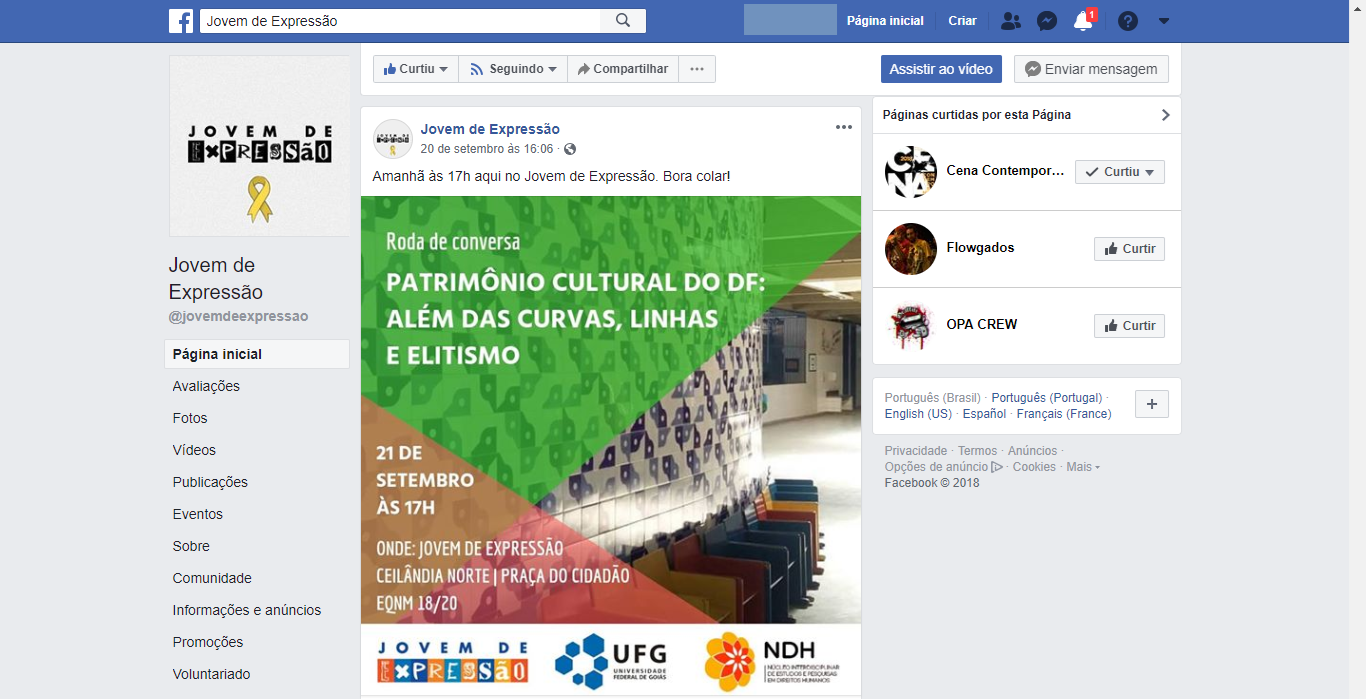 Jovem de Expressão
Página inicial
Criar
1
JOVEM DE
EXPRESSÃO
Jovem de
Expressão
@jovemdeexpressao
Página inicial
Avaliações
Fotos
Vídeos
Publicações
Eventos
Sobre
Comunidade
Informações e anúncios
Promoções
Voluntariado
Curtiu
Seguindo
Compartilhar
Assistir ao vídeo
Enviar mensagem
JOVEM DE
EXPRESSÃO
Jovem de Expressão
20 de setembro às 16:06 ·
Amanhã às 17h aqui no Jovem de Expressão. Bora colar!
Roda de conversa
PATRIMÔNIO CULTURAL DO DF:
ALÉM DAS CURVAS, LINHAS
E ELITISMO
21 DE
SETEMBRO
ÀS 17H
ONDE: JOVEM DE EXPRESSÃO
CEILÂNDIA NORTE | PRAÇA DO CIDADÃO
EQNM 18/20
JOVEM DE
EXPRESSÃO
UFG
UNIVERSIDADE
FEDERAL DE GOIÁS
NDH
NÚCLEO INTERDISCIPLINAR
DE ESTUDOS E PESQUISAS
EM DIREITOS HUMANOS
Páginas curtidas por esta Página
CENA
Cena Contempor...
Curtiu
Flowgados
Curtir
OPA CREW
Curtir
Português (Brasil) · Português (Portugal) ·
English (US) · Español · Français (France)
+
Privacidade · Termos · Anúncios ·
Opções de anúncio · Cookies · Mais
Facebook © 2018